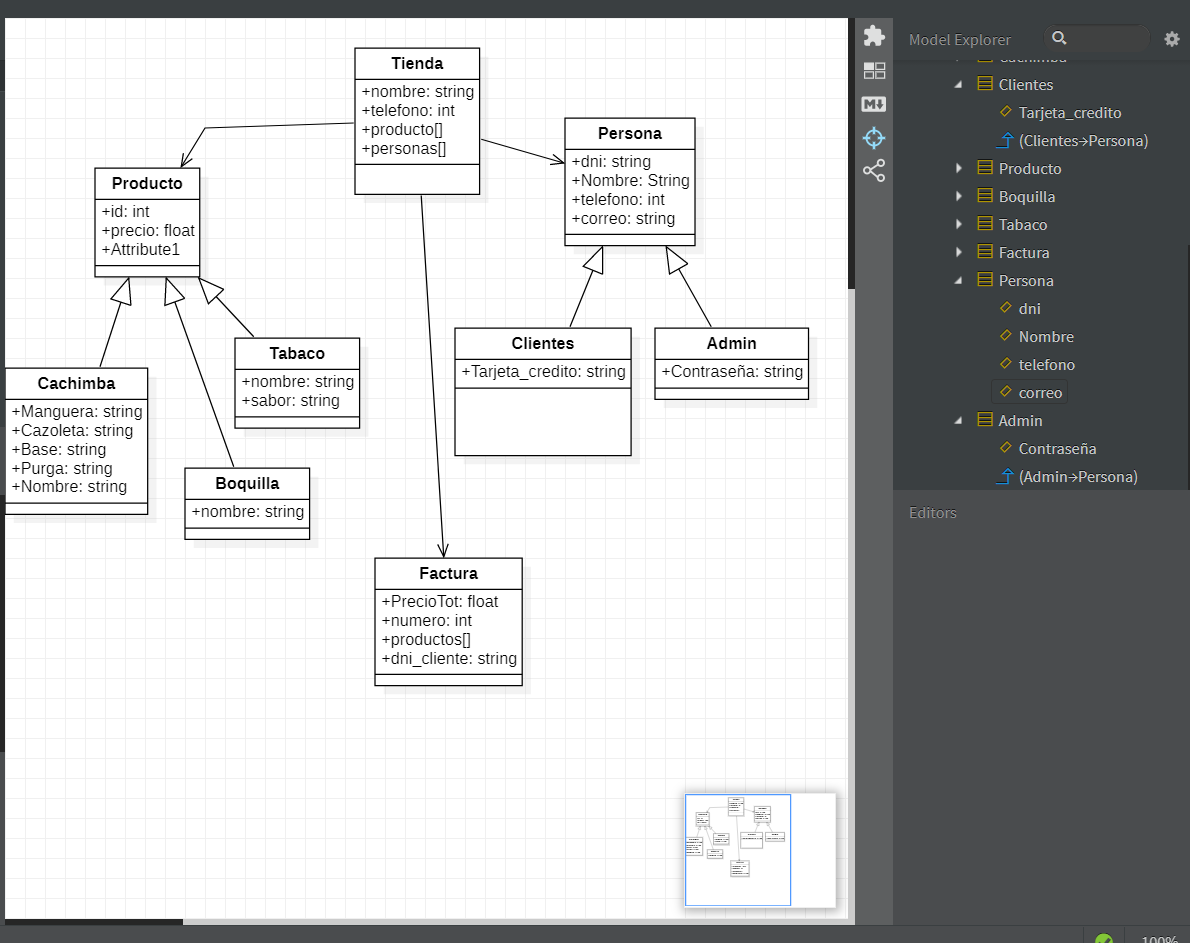 Tienda
+nombre: string
+telefono: int
+producto[]
+personas[]
Persona
+dni: string
+Nombre: String
+telefono: int
+correo: string
Producto
+id: int
+precio: float
+Attribute1
Tabaco
+nombre: string
+sabor: string
Clientes
+Tarjeta_credito: string
Admin
+Contraseña: string
Cachimba
+Manguera: string
+Cazoleta: string
+Base: string
+Purga: string
+Nombre: string
Boquilla
+nombre: string
Factura
+PrecioTot: float
+numero: int
+productos[]
+dni_cliente: string
M
Model Explorer
Cachimba
Clientes
Tarjeta_credito
(Clientes→Persona)
Producto
Boquilla
Tabaco
Factura
Persona
dni
Nombre
telefono
correo
Admin
Contraseña
(Admin→Persona)
Editors
100%